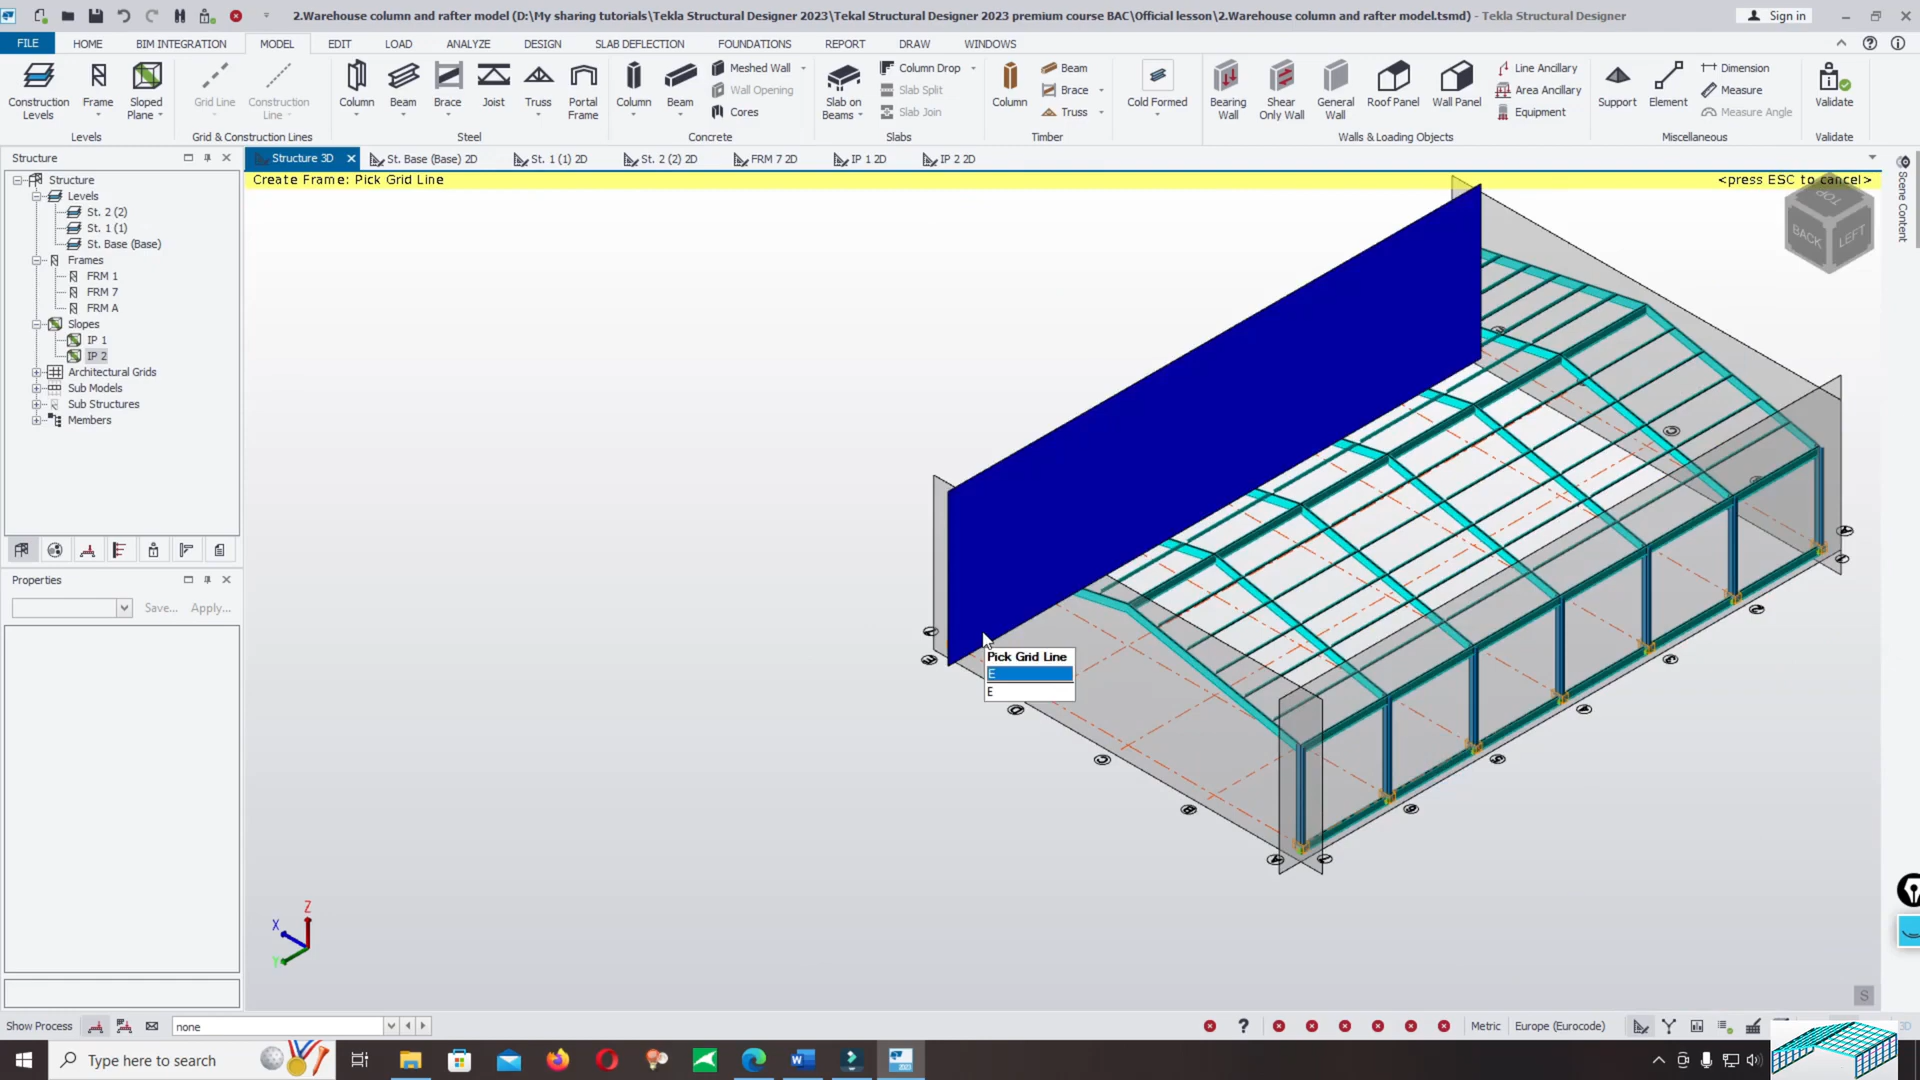 2.Warehouse column and rafter model (D:\My sharing tutorials\Tekla Structural Designer 2023\Tekal Structural Designer 2023 premium course BAC\Official lesson\2.Warehouse column and rafter model.tsmd) - Tekla Structural Designer
Sign in
FILE HOME BIM INTEGRATION MODEL EDIT LOAD ANALYZE DESIGN SLAB DEFLECTION FOUNDATIONS REPORT DRAW WINDOWS
Construction Levels
Frame
Sloped Plane
Levels
Grid Line
Construction Line
Grid & Construction Lines
Column
Beam
Brace
Joist
Truss
Portal Frame
Steel
Column
Beam
Meshed Wall
Wall Opening
Cores
Concrete
Slab on Beams
Column Drop
Slab Split
Slab Join
Slabs
Column
Beam
Brace
Truss
Timber
Cold Formed
Bearing Wall
Shear Only Wall
General Wall
Roof Panel
Wall Panel
Line Ancillary
Area Ancillary
Equipment
Walls & Loading Objects
Support
Element
Dimension
Measure
Measure Angle
Miscellaneous
Validate
Validate
Structure
Structure 3D
St. Base (Base) 2D
St. 1 (1) 2D
St. 2 (2) 2D
FRM 7 2D
IP 1 2D
IP 2 2D
Create Frame: Pick Grid Line
<press ESC to cancel>
Scene Content
TOP
BACK
LEFT
Structure
Levels
St. 2 (2)
St. 1 (1)
St. Base (Base)
Frames
FRM 1
FRM 7
FRM A
Slopes
IP 1
IP 2
Architectural Grids
Sub Models
Sub Structures
Members
Properties
Save...
Apply...
Pick Grid Line
E
E
Z
X
Y
S
Show Process
none
Metric
Europe (Eurocode)
Type here to search